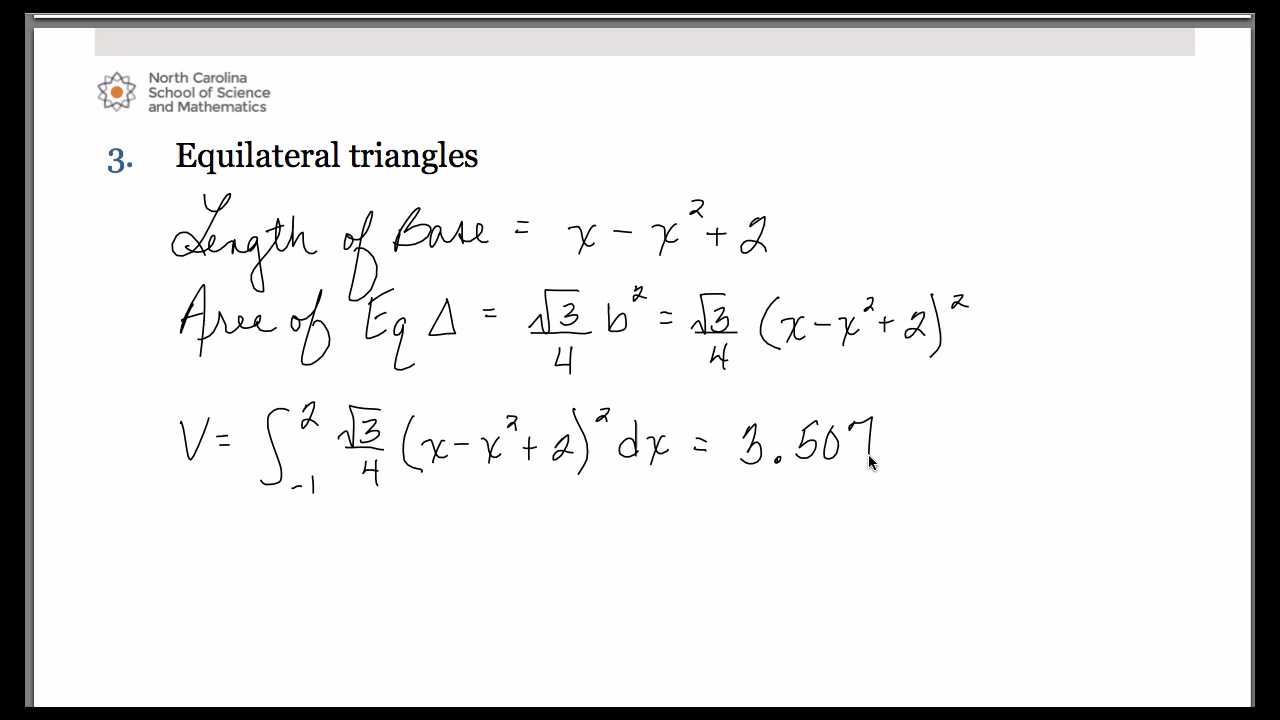 North Carolina
School of Science
and Mathematics
3. Equilateral triangles
Length of Base = x - x² + 2
Area of Eq Δ = √3/4 b² = √3/4 (x - x² + 2)²
V = ∫₋₁² √3/4 (x - x² + 2)² dx = 3.507